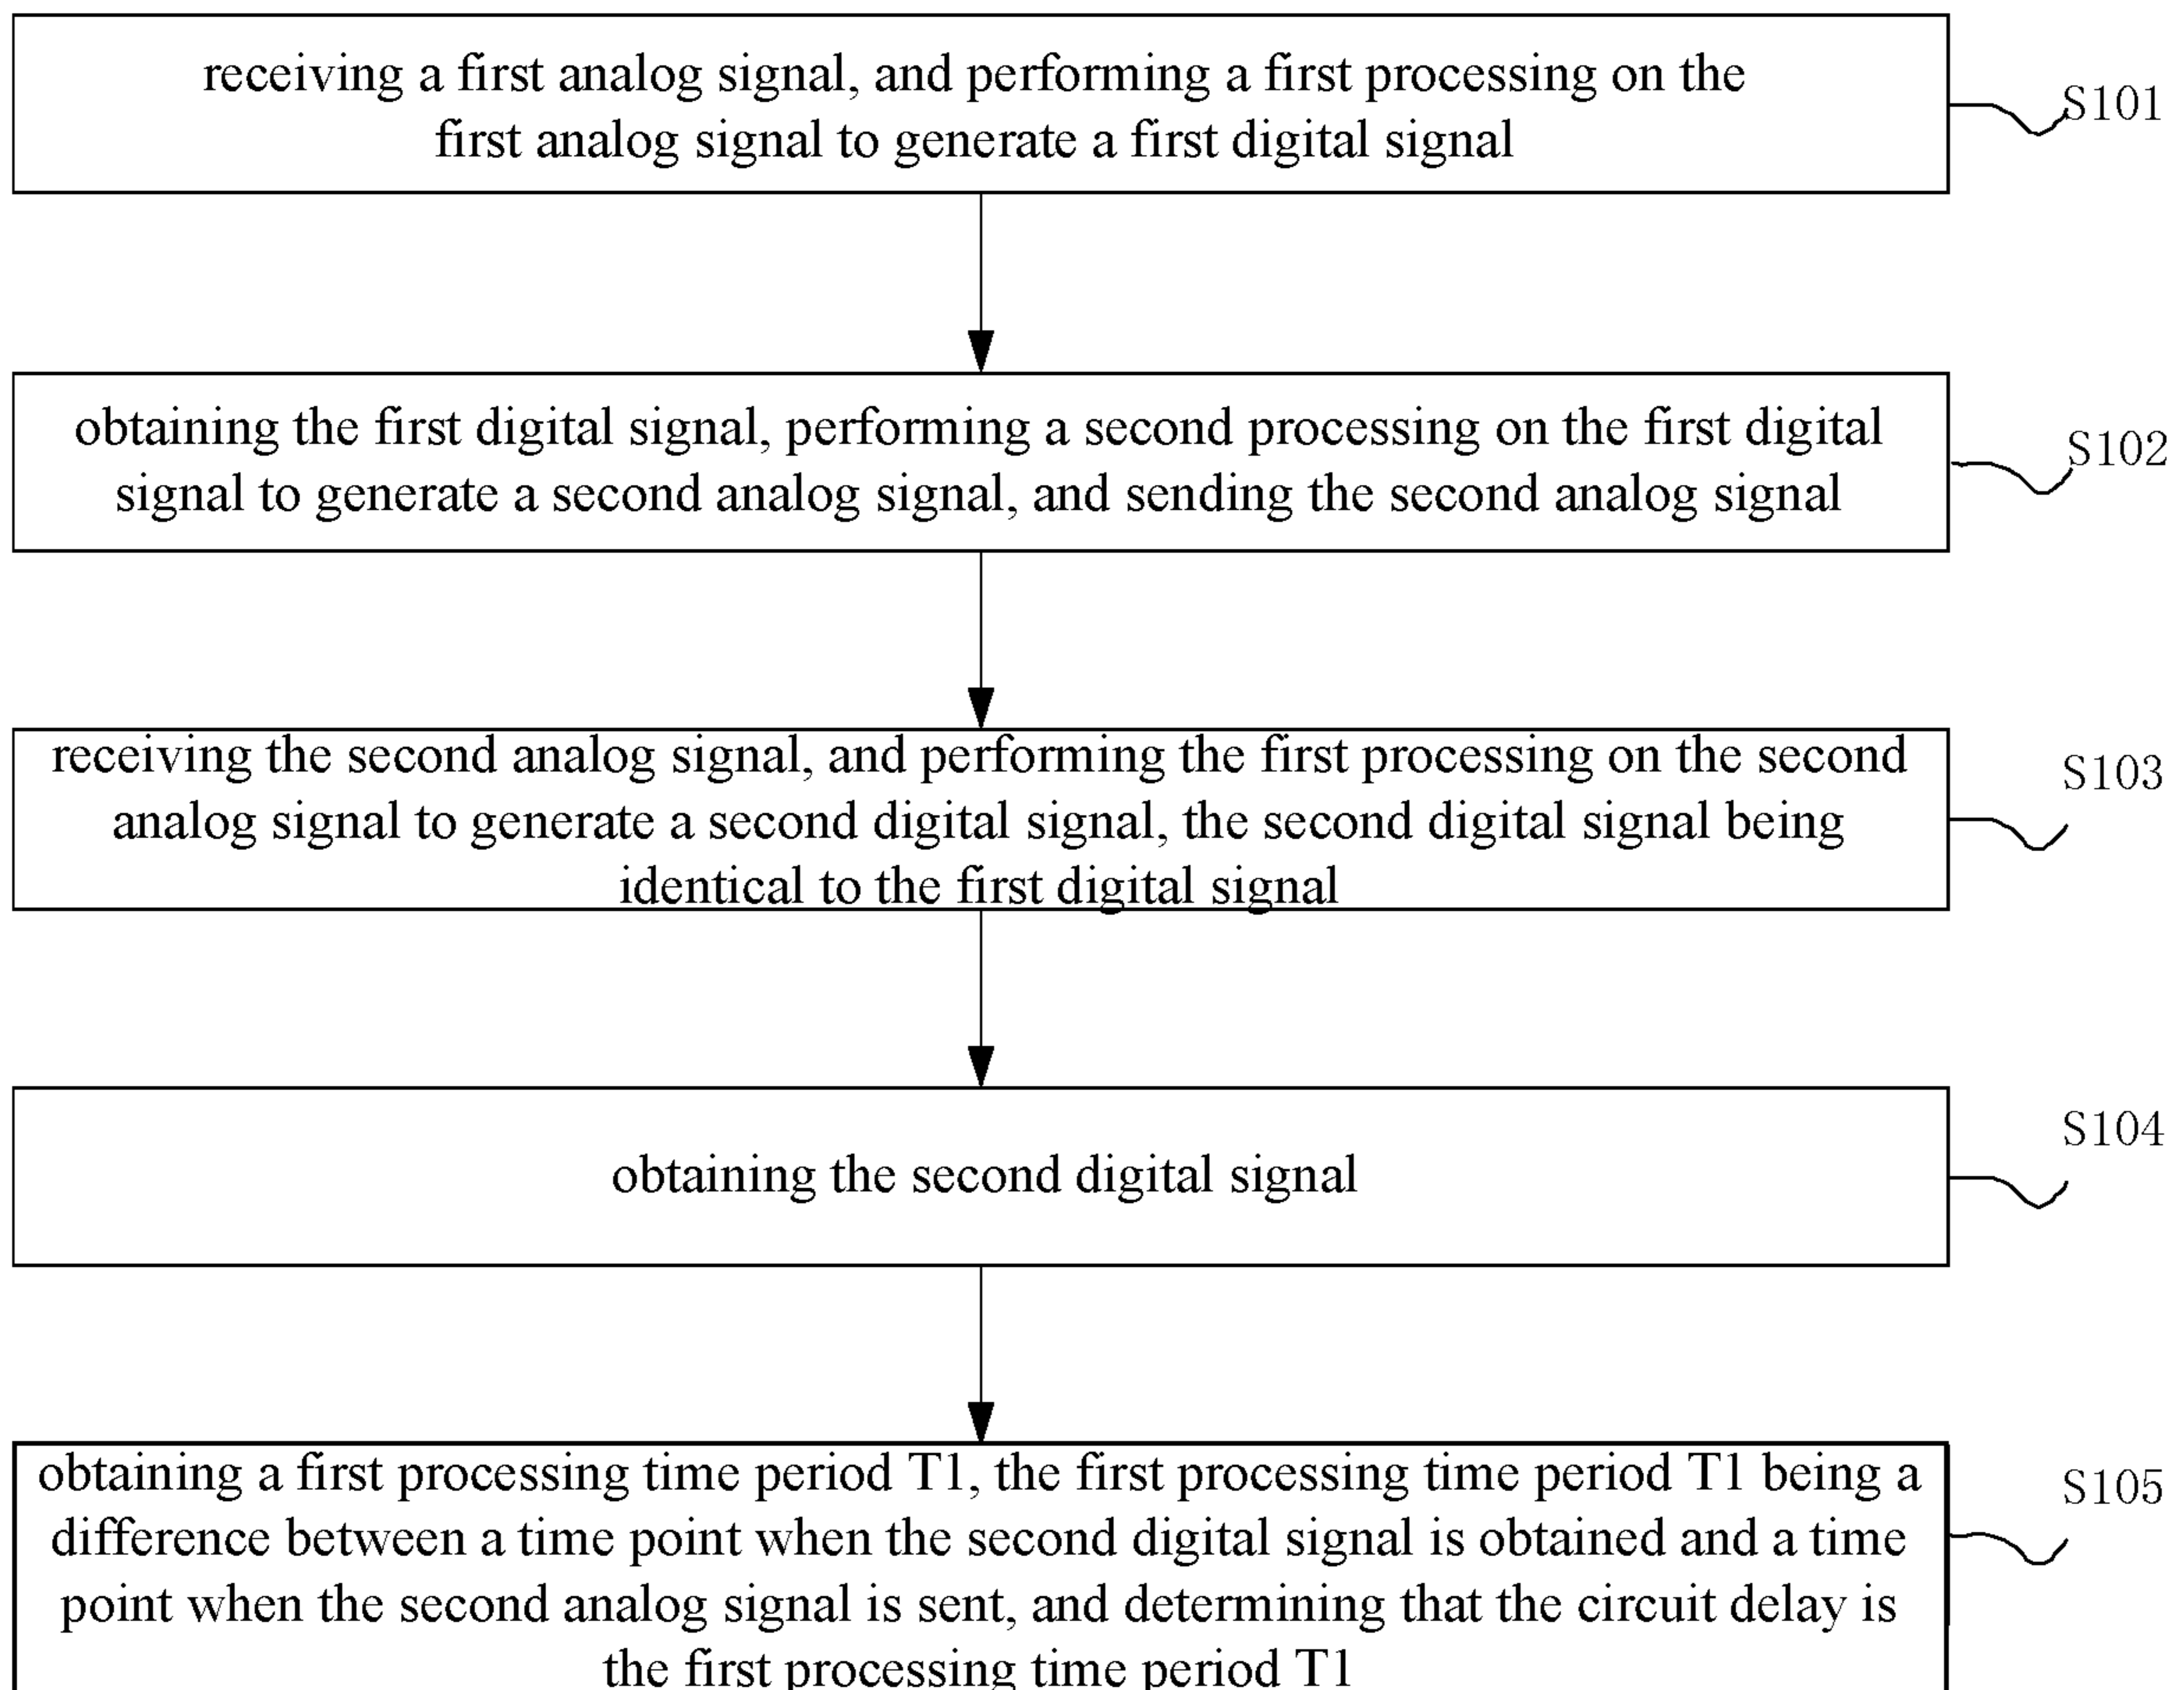 receiving a first analog signal, and performing a first processing on the
first analog signal to generate a first digital signal
S101
obtaining the first digital signal, performing a second processing on the first digital
signal to generate a second analog signal, and sending the second analog signal
S102
receiving the second analog signal, and performing the first processing on the second
analog signal to generate a second digital signal, the second digital signal being
identical to the first digital signal
S103
obtaining the second digital signal
S104
obtaining a first processing time period T1, the first processing time period T1 being a
difference between a time point when the second digital signal is obtained and a time
point when the second analog signal is sent, and determining that the circuit delay is
the first processing time period T1
S105